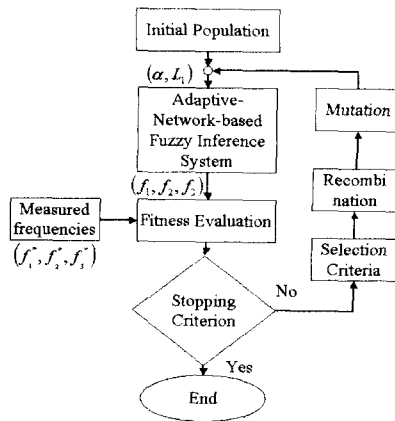 Initial Population
(α, L₁)
Adaptive-
Network-based
Fuzzy Inference
System
Mutation
(f₁, f₂, f₃)
Recombi
nation
Measured
frequencies
Fitness Evaluation
(f₁*, f₂*, f₃*)
Selection
Criteria
Stopping
Criterion
No
Yes
End